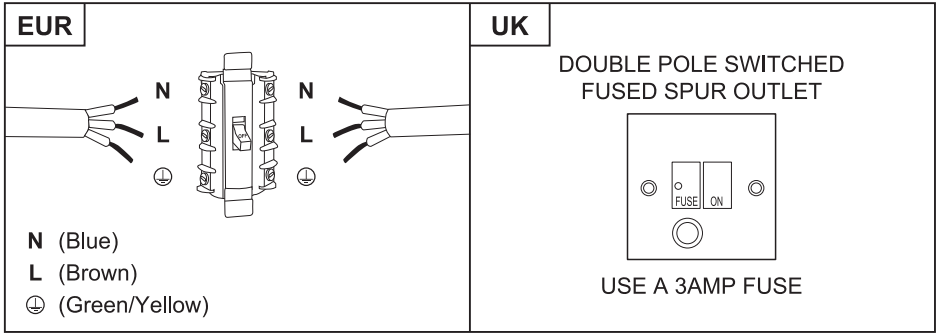 EUR
N
L
⏚
OFF
N
L
⏚
N (Blue)
L (Brown)
⏚ (Green/Yellow)
UK
DOUBLE POLE SWITCHED
FUSED SPUR OUTLET
FUSE
ON
USE A 3AMP FUSE